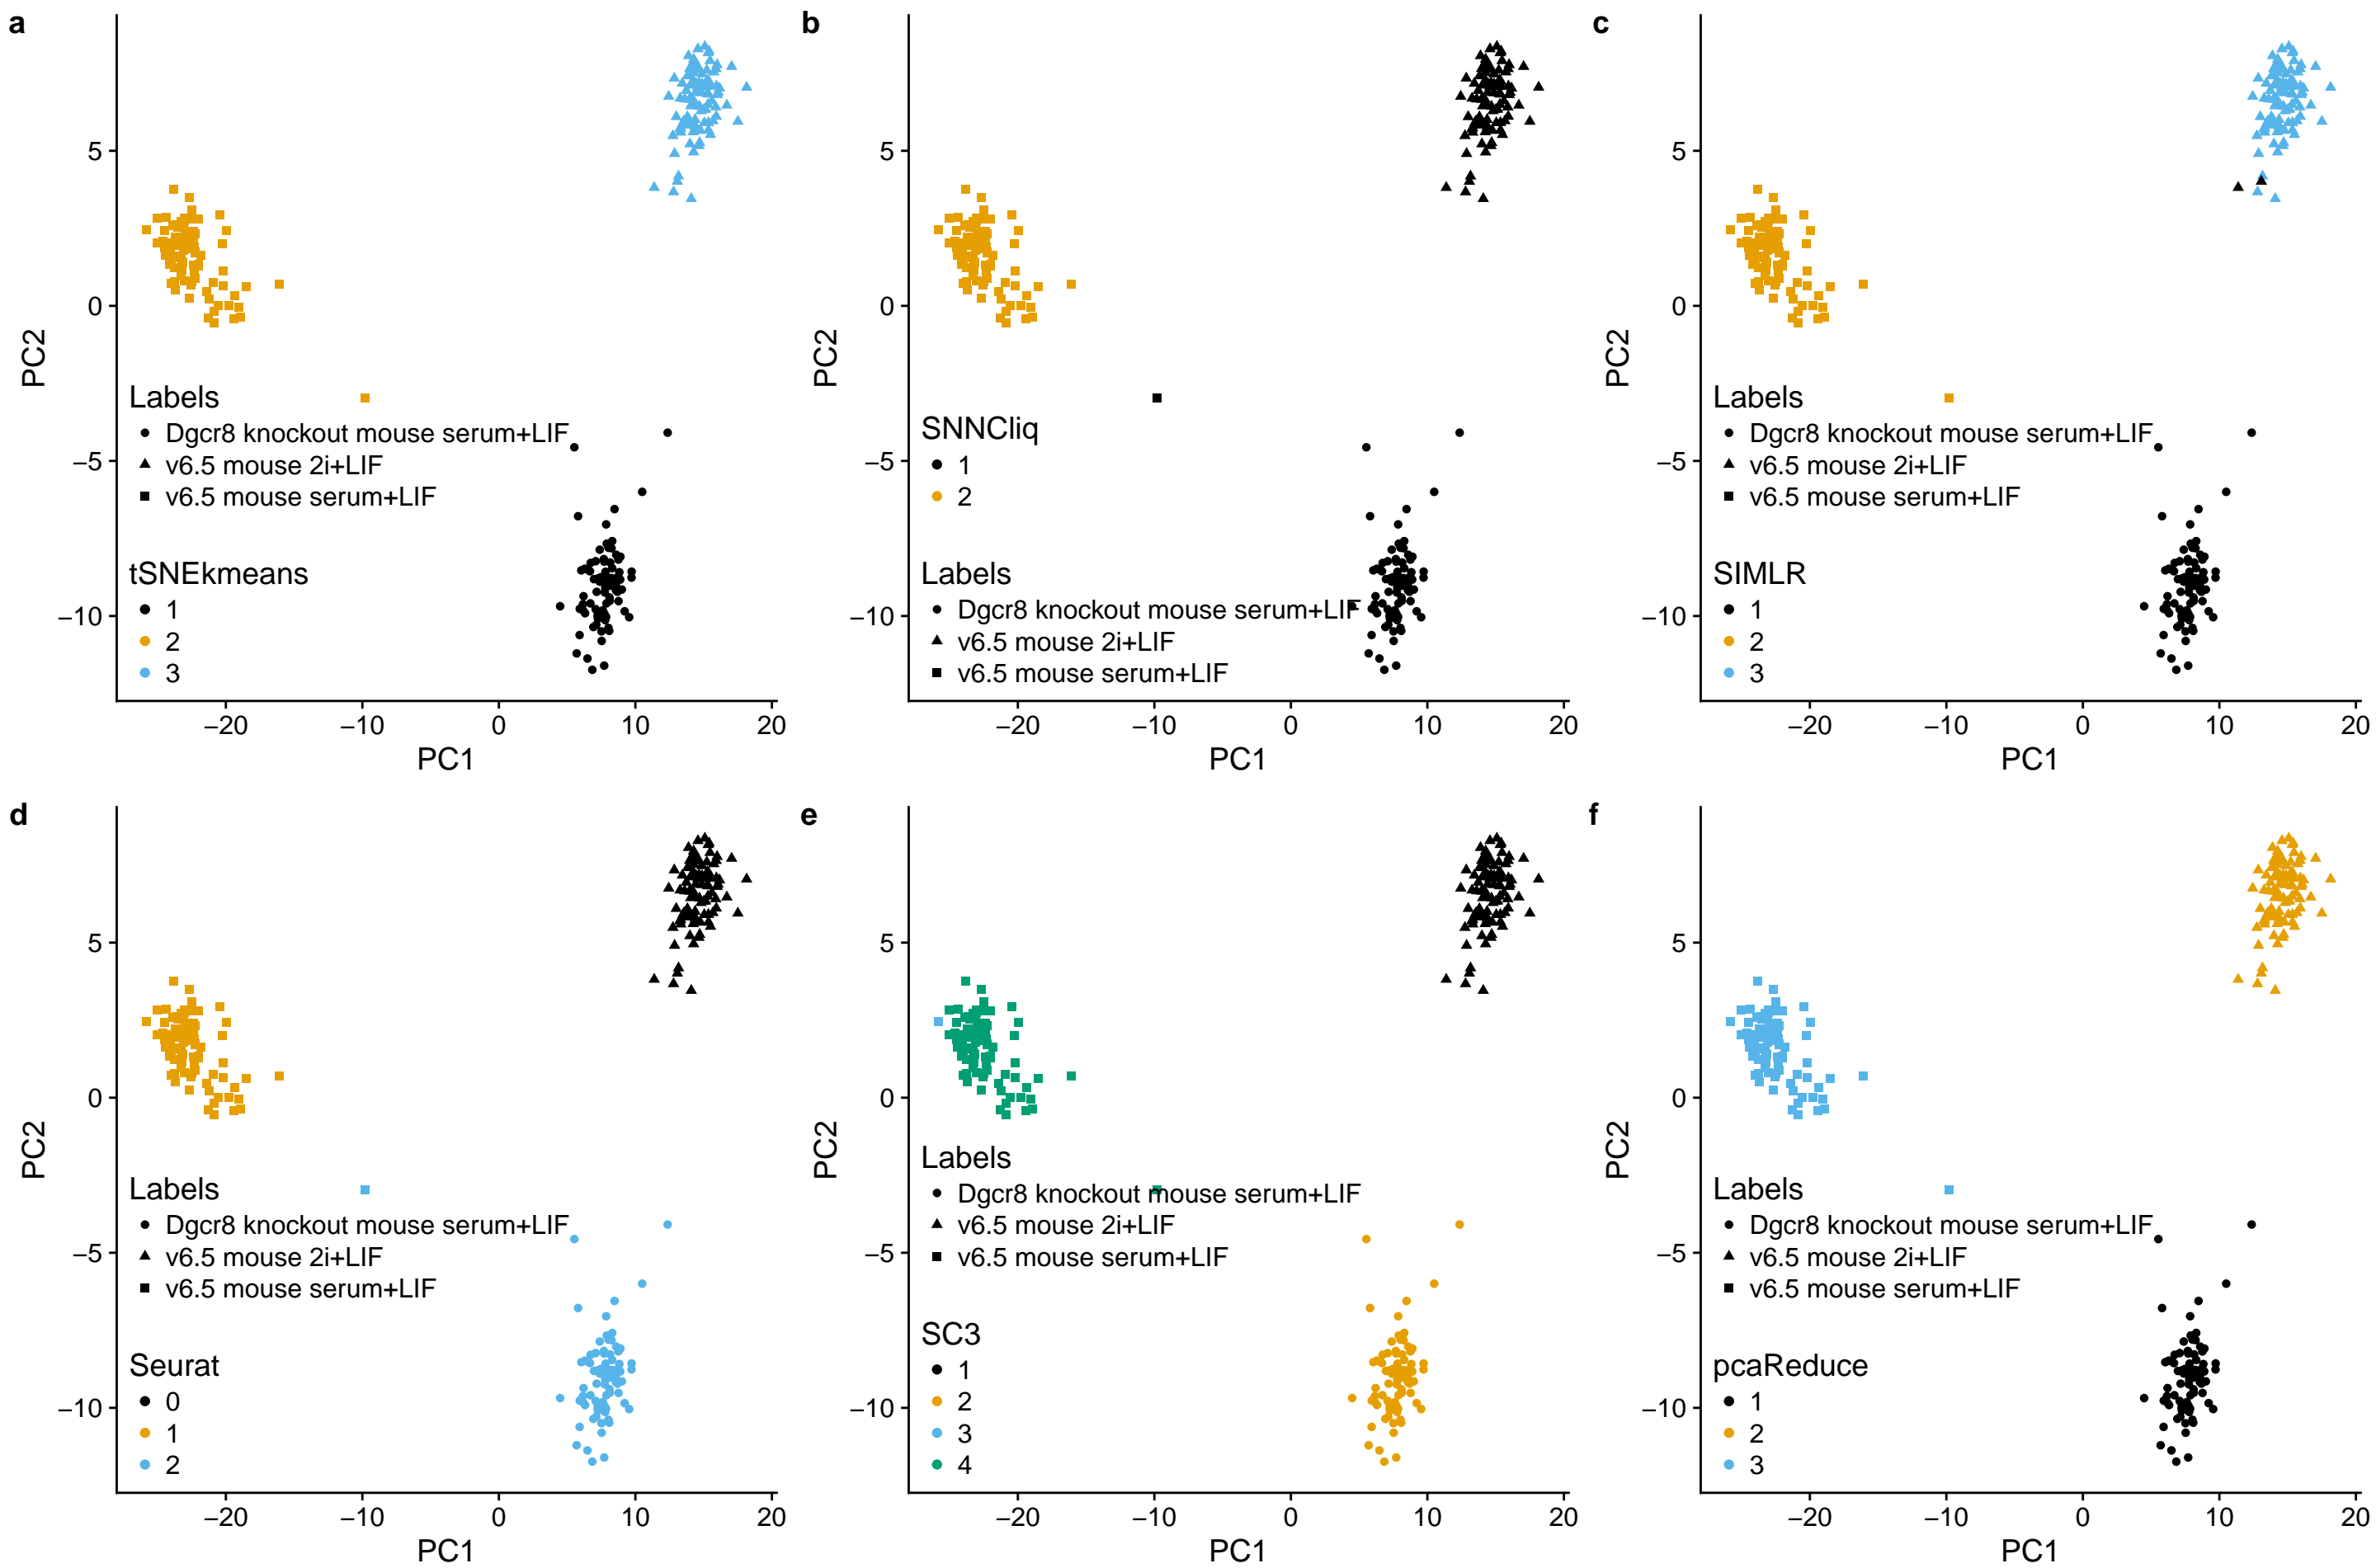 a
5
0
−5
−10
PC2
Labels
Dgcr8 knockout mouse serum+LIF
v6.5 mouse 2i+LIF
v6.5 mouse serum+LIF
tSNEkmeans
1
2
3
−20 −10 0 10 20
PC1
b
5
0
−5
−10
PC2
SNNCliq
1
2
Labels
Dgcr8 knockout mouse serum+LIF
v6.5 mouse 2i+LIF
v6.5 mouse serum+LIF
−20 −10 0 10 20
PC1
c
5
0
−5
−10
PC2
Labels
Dgcr8 knockout mouse serum+LIF
v6.5 mouse 2i+LIF
v6.5 mouse serum+LIF
SIMLR
1
2
3
−20 −10 0 10 20
PC1
d
5
0
−5
−10
PC2
Labels
Dgcr8 knockout mouse serum+LIF
v6.5 mouse 2i+LIF
v6.5 mouse serum+LIF
Seurat
0
1
2
−20 −10 0 10 20
PC1
e
5
0
−5
−10
PC2
Labels
Dgcr8 knockout mouse serum+LIF
v6.5 mouse 2i+LIF
v6.5 mouse serum+LIF
SC3
1
2
3
4
−20 −10 0 10 20
PC1
f
5
0
−5
−10
PC2
Labels
Dgcr8 knockout mouse serum+LIF
v6.5 mouse 2i+LIF
v6.5 mouse serum+LIF
pcaReduce
1
2
3
−20 −10 0 10 20
PC1